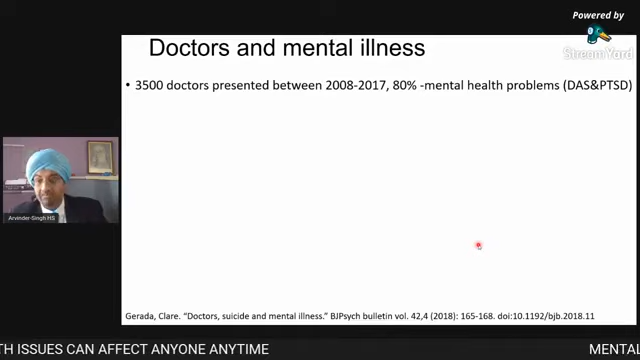 Powered by
StreamYard
Doctors and mental illness
• 3500 doctors presented between 2008-2017, 80% -mental health problems (DAS&PTSD)
Arvinder-Singh HS
Gerada, Clare. “Doctors, suicide and mental illness.” BJPsych bulletin vol. 42,4 (2018): 165-168. doi:10.1192/bjb.2018.11
TH ISSUES CAN AFFECT ANYONE ANYTIME
MENTAL